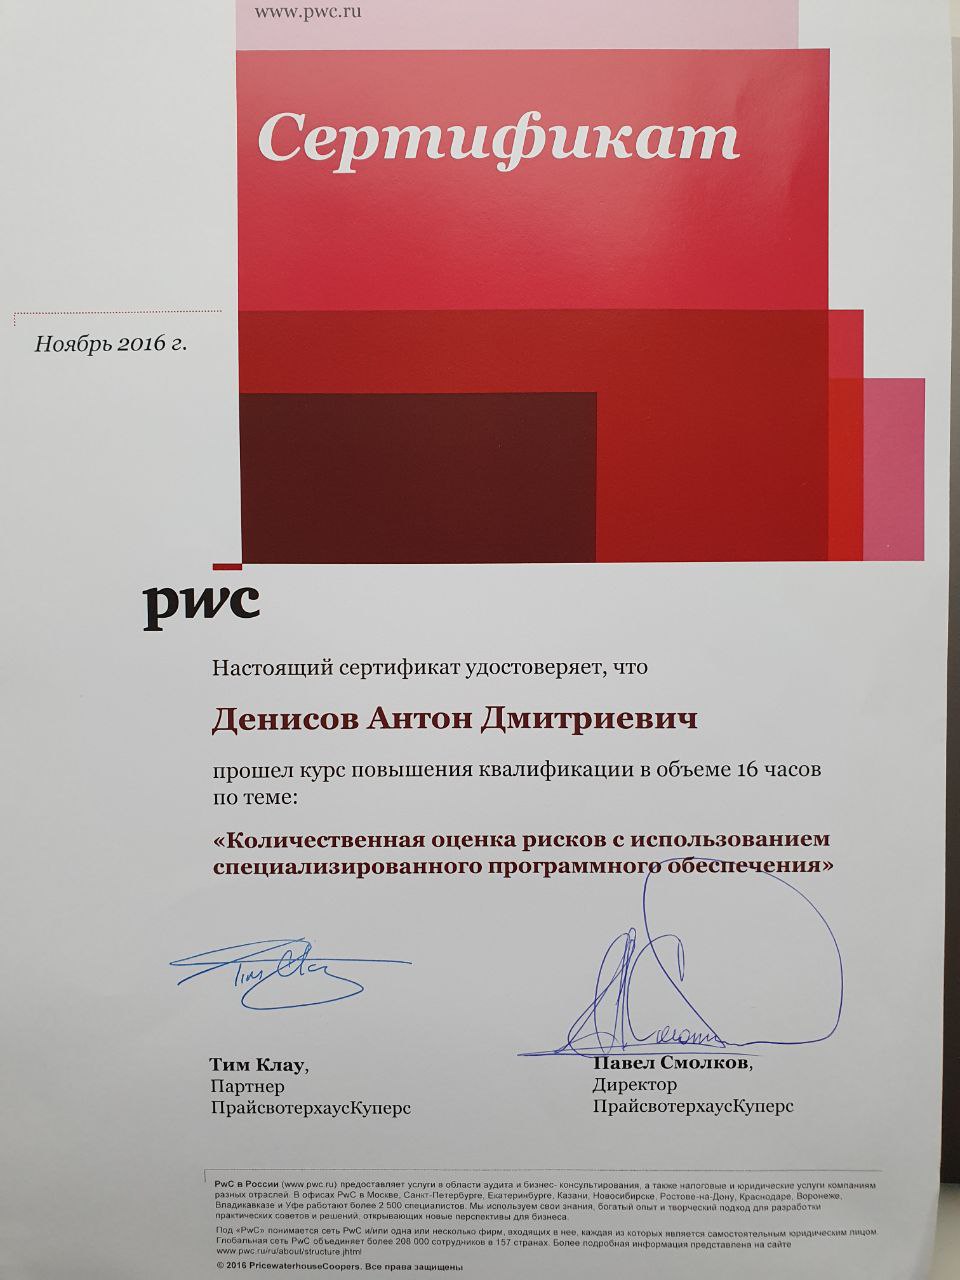 www.pwc.ru
Сертификат
Ноябрь 2016 г.
pwc
Настоящий сертификат удостоверяет, что
Денисов Антон Дмитриевич
прошел курс повышения квалификации в объеме 16 часов
по теме:
«Количественная оценка рисков с использованием
специализированного программного обеспечения»
Тим Клау,
Партнер
ПрайсвотерхаусКуперс
Павел Смолков,
Директор
ПрайсвотерхаусКуперс
PwC в России (www.pwc.ru) предоставляет услуги в области аудита и бизнес- консультирования, а также налоговые и юридические услуги компаниям
разных отраслей. В офисах PwC в Москве, Санкт-Петербурге, Екатеринбурге, Казани, Новосибирске, Ростове-на-Дону, Краснодаре, Воронеже,
Владикавказе и Уфе работают более 2 500 специалистов. Мы используем свои знания, богатый опыт и творческий подход для разработки
практических советов и решений, открывающих новые перспективы для бизнеса.
Под «PwC» понимается сеть PwC и/или одна или несколько фирм, входящих в нее, каждая из которых является самостоятельным юридическим лицом.
Глобальная сеть PwC объединяет более 208 000 сотрудников в 157 странах. Более подробная информация представлена на сайте
www.pwc.ru/ru/about/structure.jhtml
© 2016 PricewaterhouseCoopers. Все права защищены